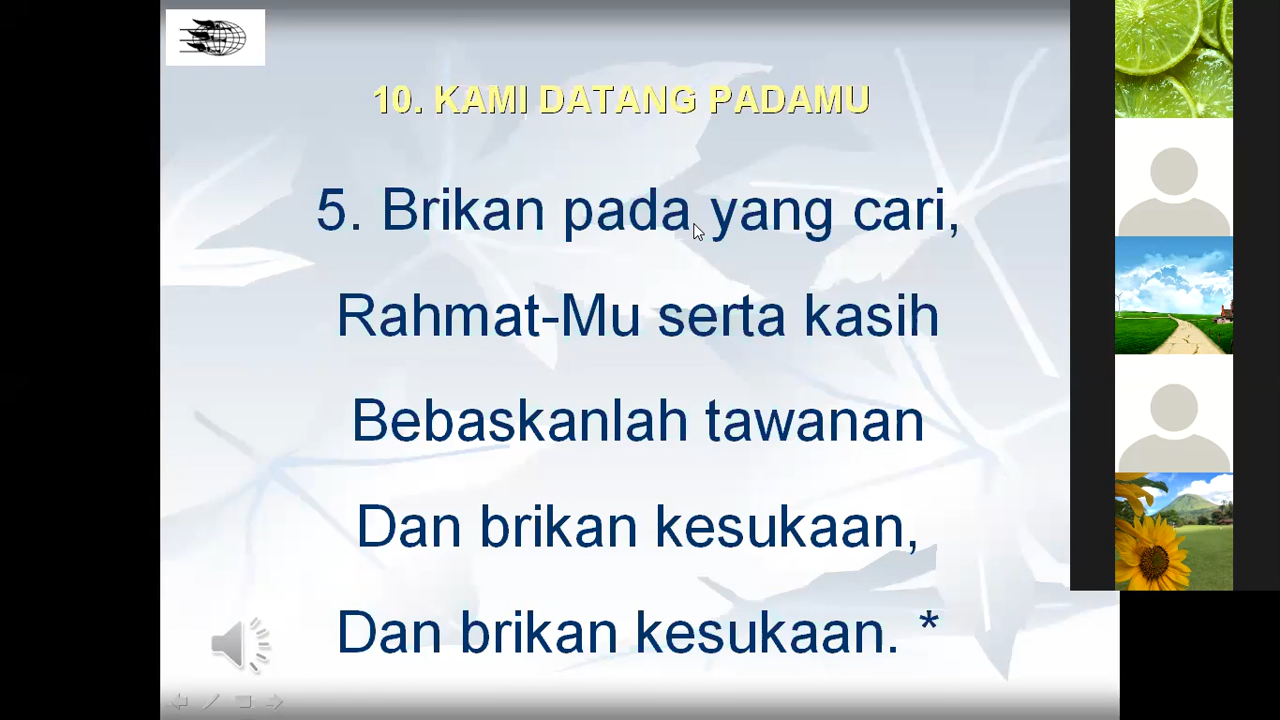 10. KAMI DATANG PADAMU
5. Brikan pada yang cari,
Rahmat-Mu serta kasih
Bebaskanlah tawanan
Dan brikan kesukaan,
Dan brikan kesukaan. *